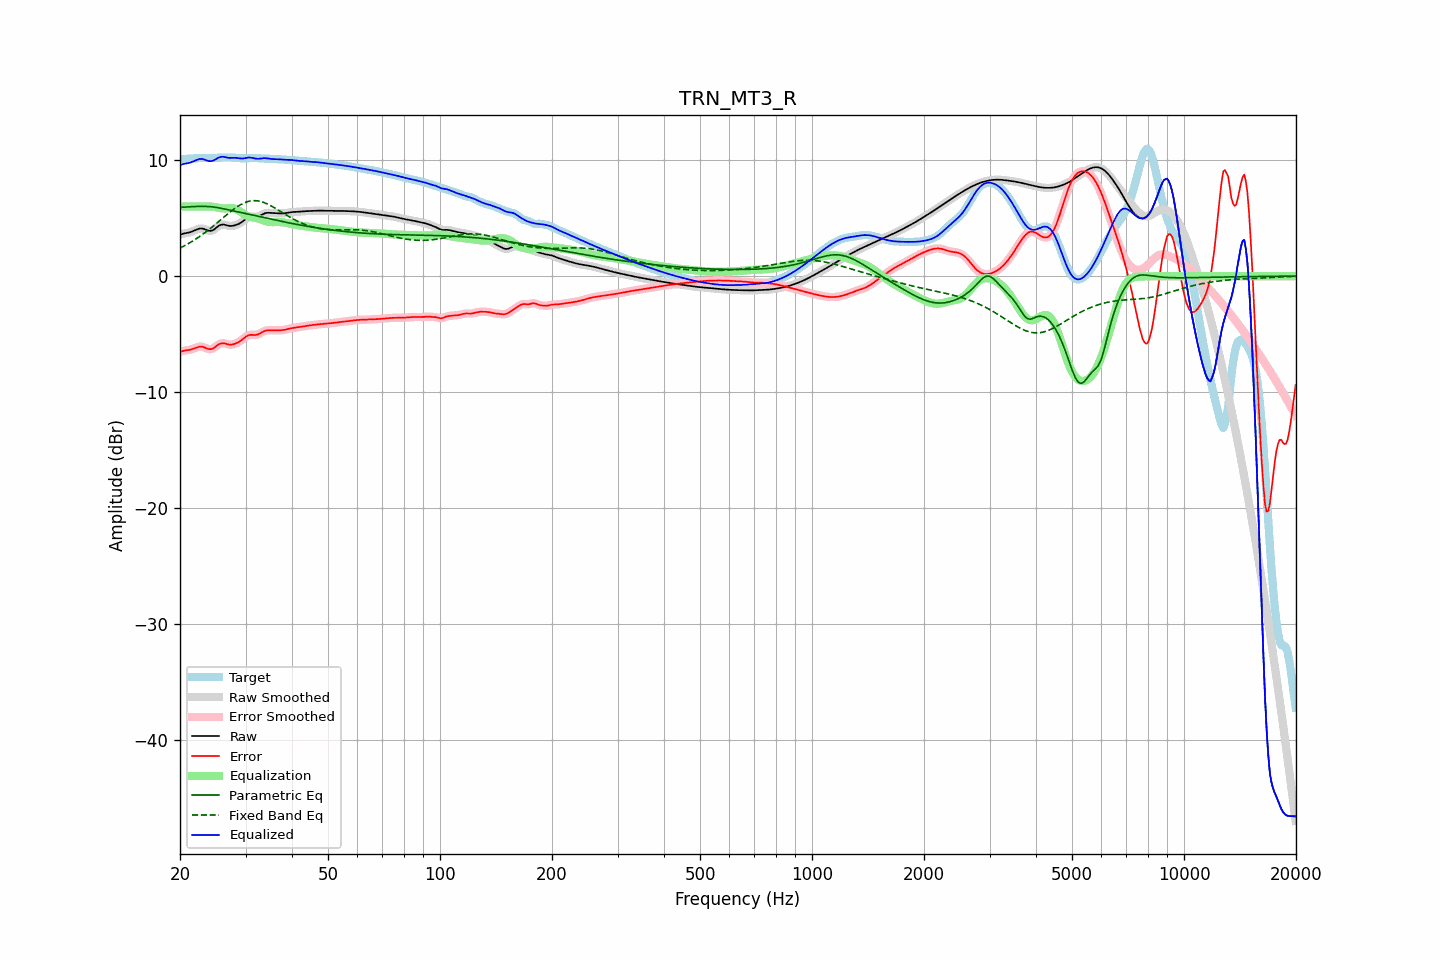 TRN_MT3_R
Amplitude (dBr)
10
0
−10
−20
−30
−40
Target
Raw Smoothed
Error Smoothed
Raw
Error
Equalization
Parametric Eq
Fixed Band Eq
Equalized
20 50 100 200 500 1000 2000 5000 10000 20000
Frequency (Hz)